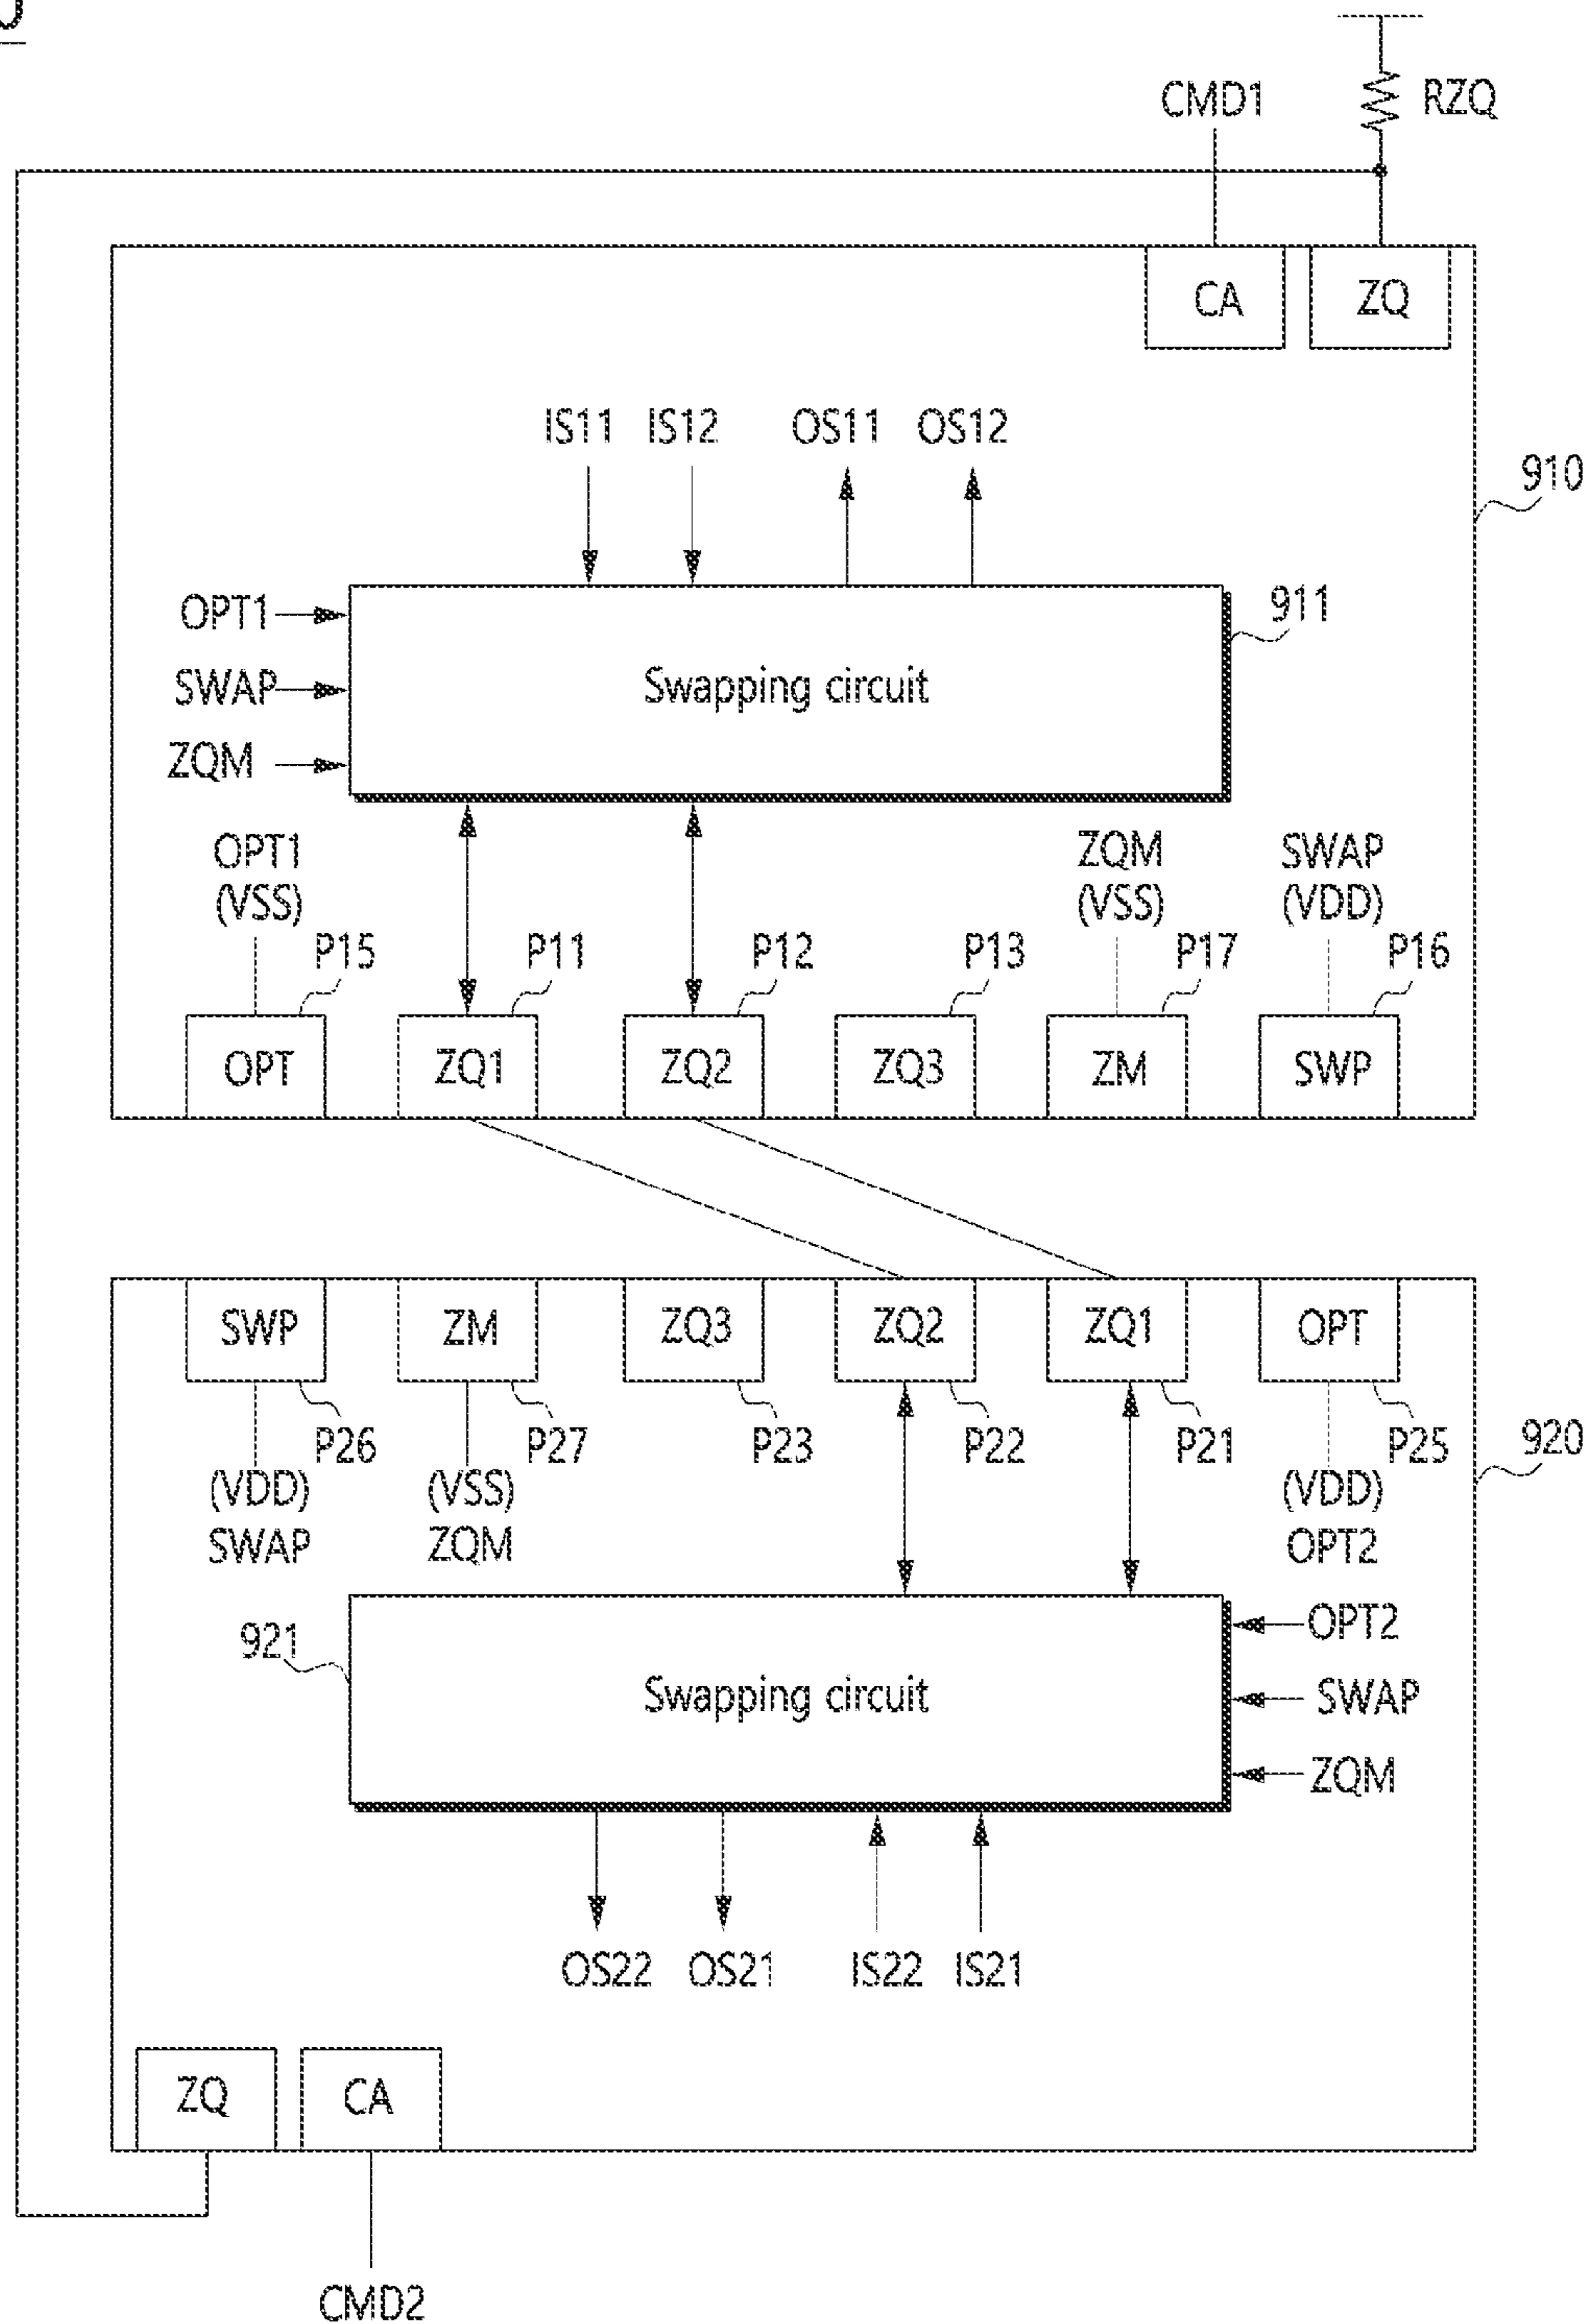 CMD1
RZQ
CA
ZQ
IS11 IS12 OS11 OS12
910
OPT1
911
SWAP
Swapping circuit
ZQM
OPT1
(VSS)
ZQM
(VSS)
SWAP
(VDD)
P15 P11 P12 P13 P17 P16
OPT ZQ1 ZQ2 ZQ3 ZM SWP
SWP ZM ZQ3 ZQ2 ZQ1 OPT
P26 P27 P23 P22 P21 P25
920
(VDD)
SWAP
(VSS)
ZQM
(VDD)
OPT2
921
OPT2
Swapping circuit
SWAP
ZQM
OS22 OS21 IS22 IS21
ZQ CA
CMD2